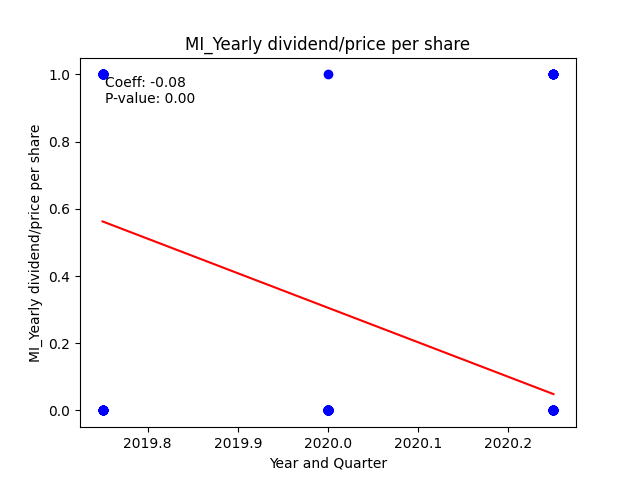 MI_Yearly dividend/price per share
Coeff: -0.08
P-value: 0.00
MI_Yearly dividend/price per share
1.0
0.8
0.6
0.4
0.2
0.0
2019.8 2019.9 2020.0 2020.1 2020.2
Year and Quarter